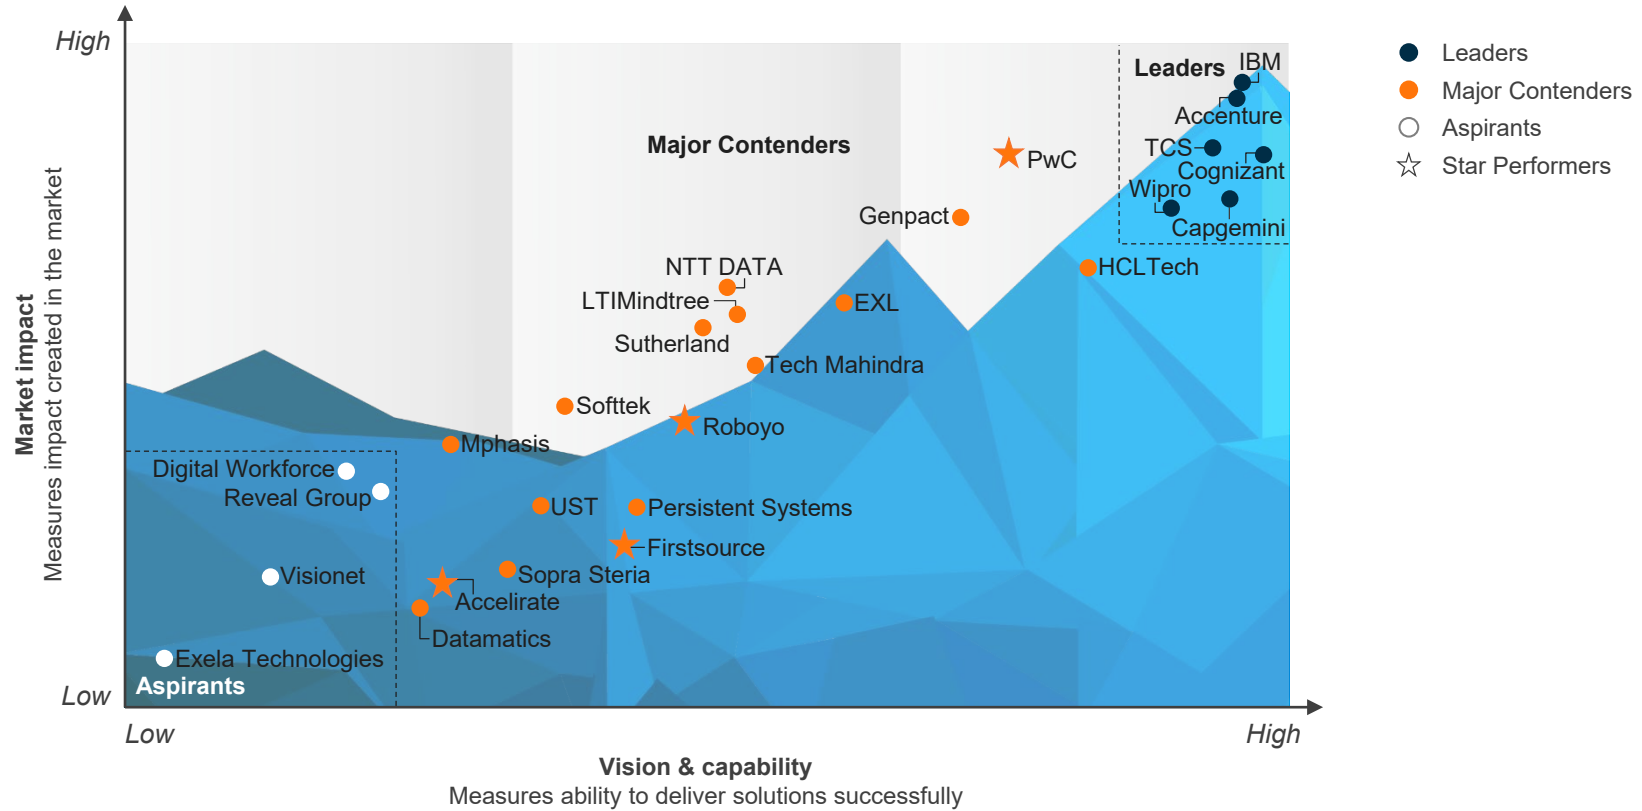 High
Leaders
IBM
Accenture
TCS
Cognizant
Wipro
Capgemini
Major Contenders
PwC
Genpact
HCLTech
NTT DATA
LTIMindtree
EXL
Sutherland
Tech Mahindra
Softtek
Roboyo
Mphasis
Digital Workforce
Reveal Group
UST
Persistent Systems
Firstsource
Visionet
Sopra Steria
Accelirate
Datamatics
Exela Technologies
Aspirants
Low
Market impact
Measures impact created in the market
Low
High
Vision & capability
Measures ability to deliver solutions successfully
Leaders
Major Contenders
Aspirants
Star Performers